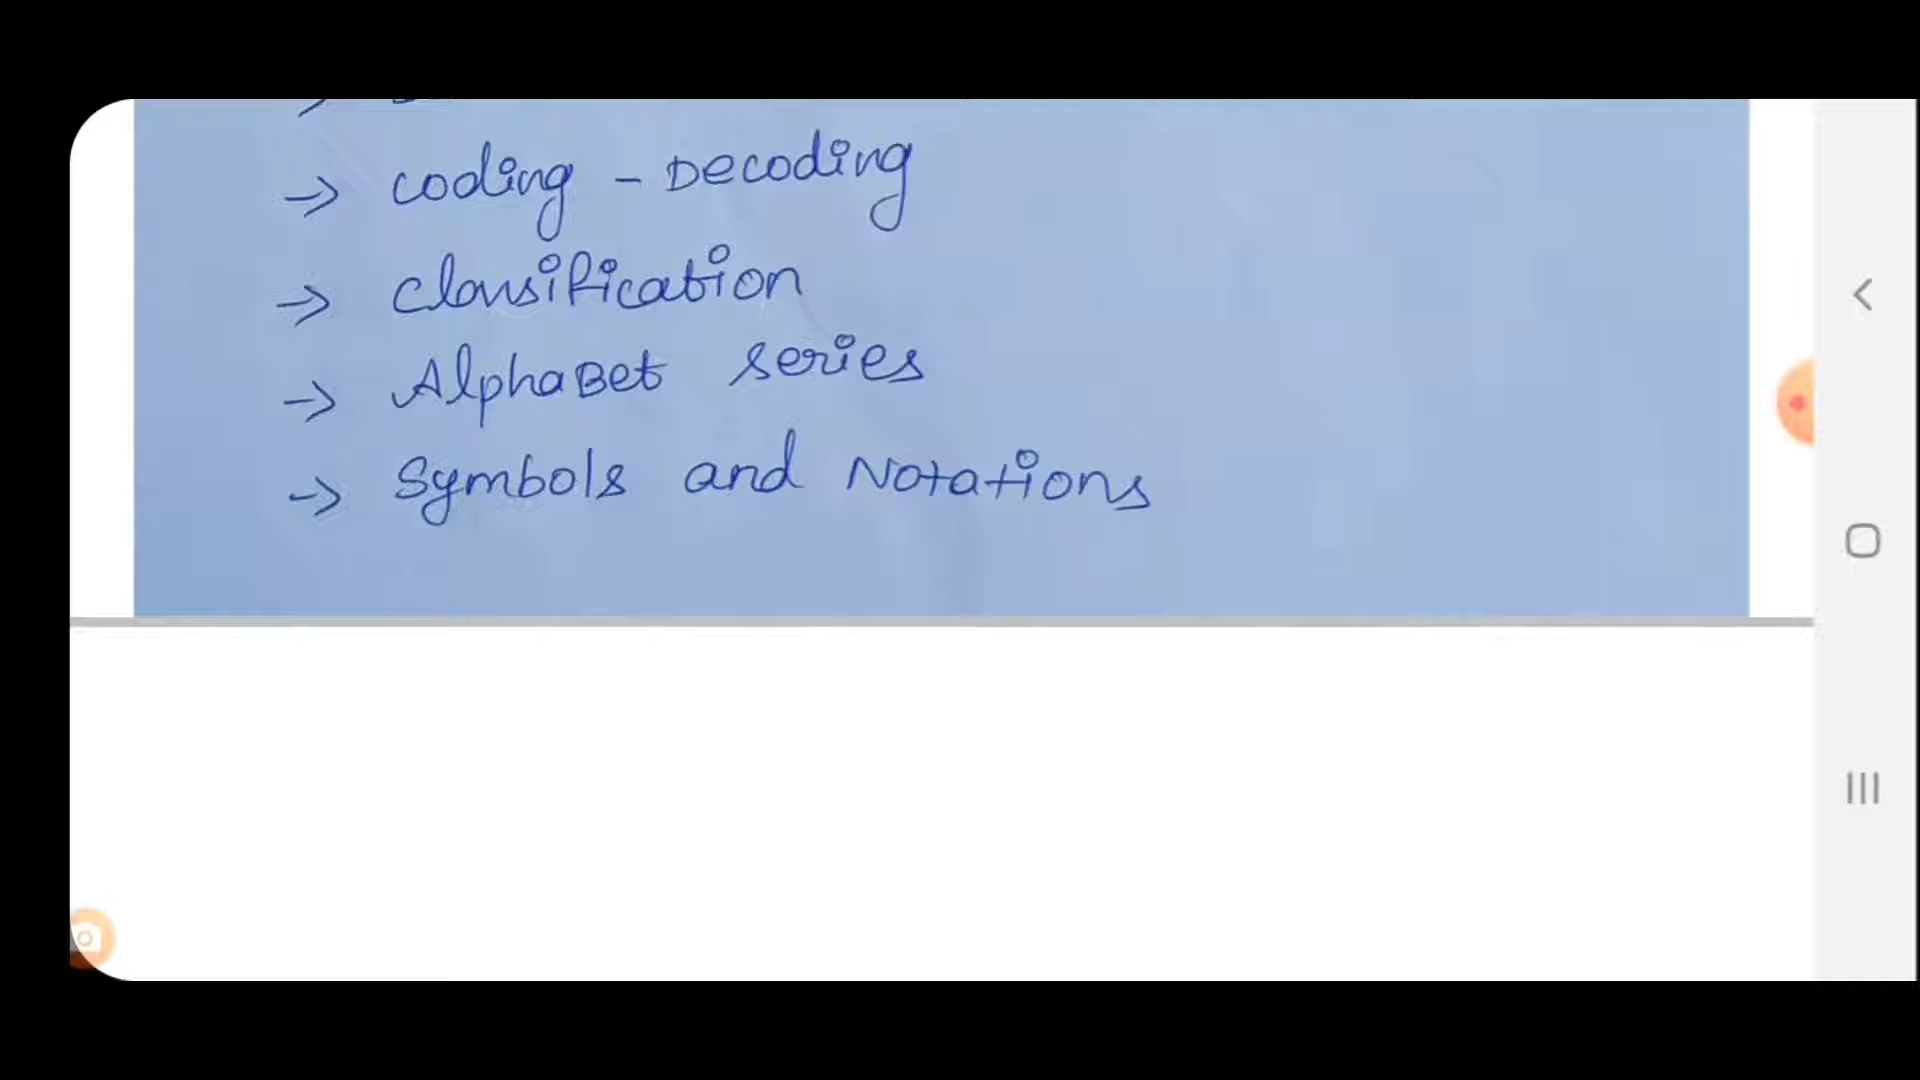 → coding - Decoding
→ classification
→ AlphaBet series
→ Symbols and Notations